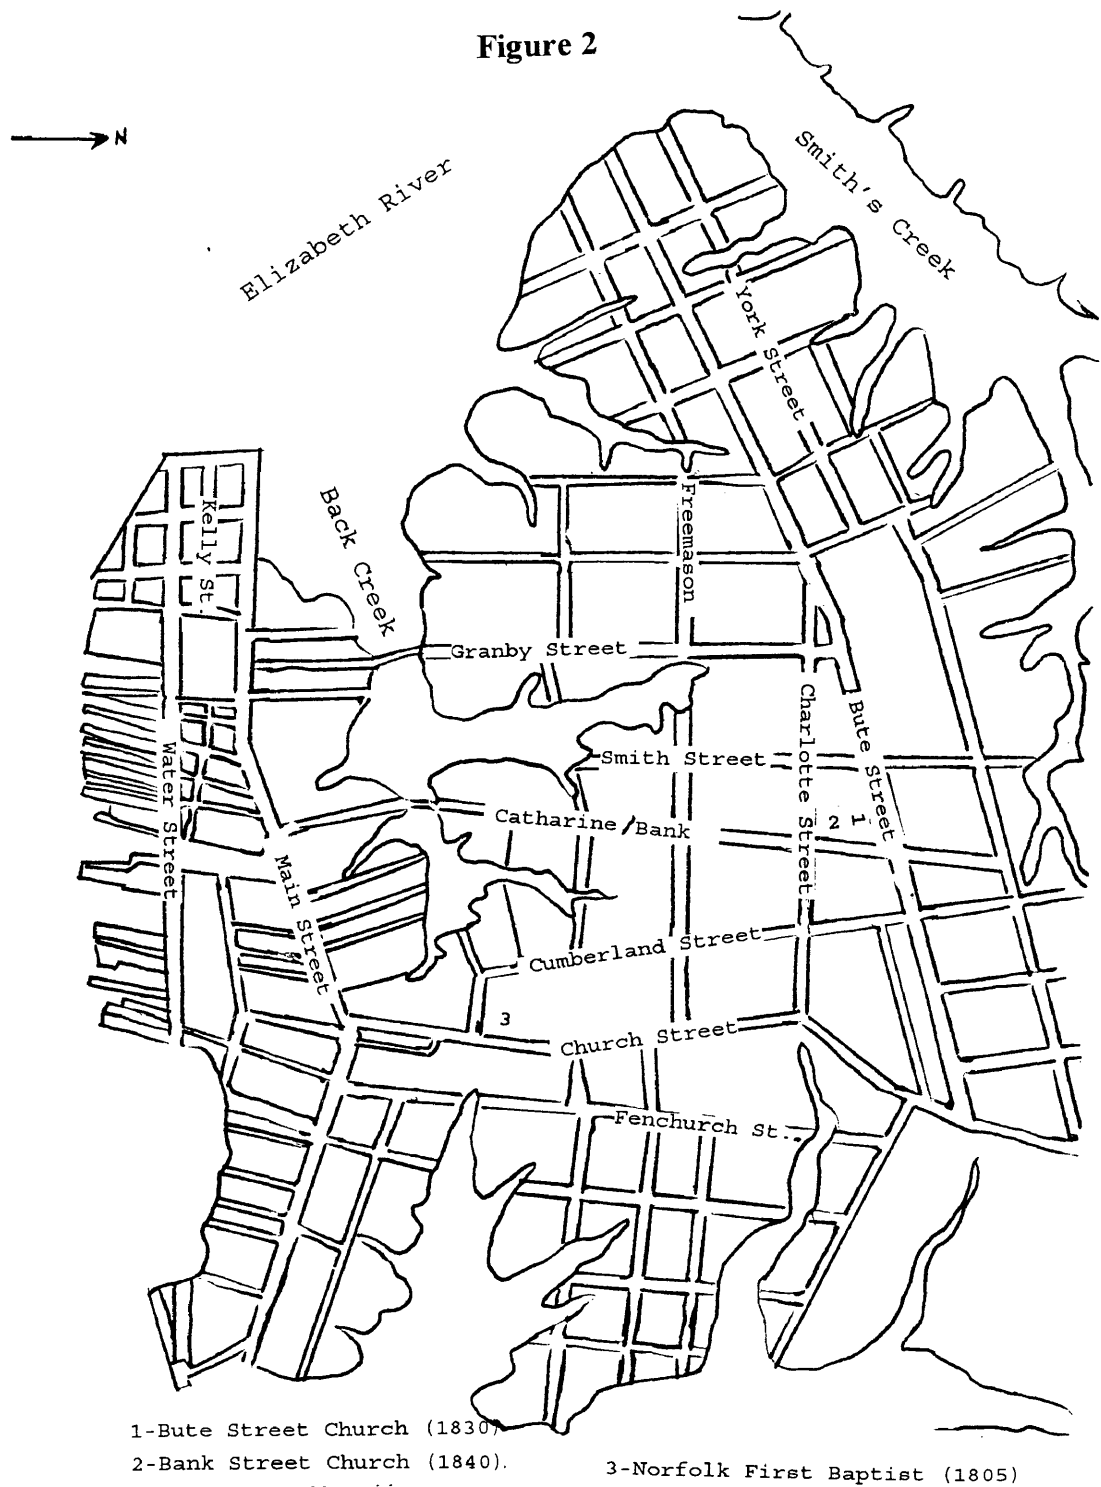 Figure 2
N
Elizabeth River
Smith's Creek
York Street
Kelly St.
Back Creek
Freemason
Granby Street
Water Street
Smith Street
Charlotte Street
Bute Street
Catharine/Bank
2 1
Main Street
Cumberland Street
3
Church Street
Fenchurch St..
1-Bute Street Church (1830)
2-Bank Street Church (1840).
3-Norfolk First Baptist (1805)